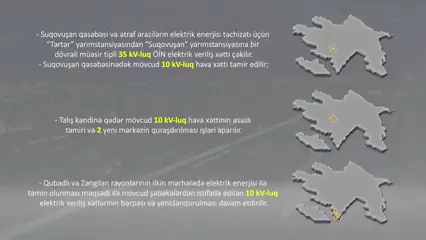 - Suqovuşan qəsəbəsi və ətraf ərazilərin elektrik enerjisi təchizatı üçün
"Tərtər" yarımstansiyasından "Suqovuşan" yarımstansiyasına bir
dövrəli müasir tipli 35 kV-luq ÖİN elektrik veriliş xətti çəkilir.
- Suqovuşan qəsəbəsinədək mövcud 10 kV-luq hava xətti təmir edilir;
- Talış kəndinə qədər mövcud 10 kV-luq hava xəttinin əsaslı
təmiri və 2 yeni mərkəzin quraşdırılması işləri aparılır.
- Qubadlı və Zəngilan rayonlarının ilkin mərhələdə elektrik enerjisi ilə
təmin olunması məqsədi ilə mövcud şəbəkələrdən istifadə edilən 10 kV-luq
elektrik veriliş xətlərinin bərpası və yenidənqurulması davam etdirilir.